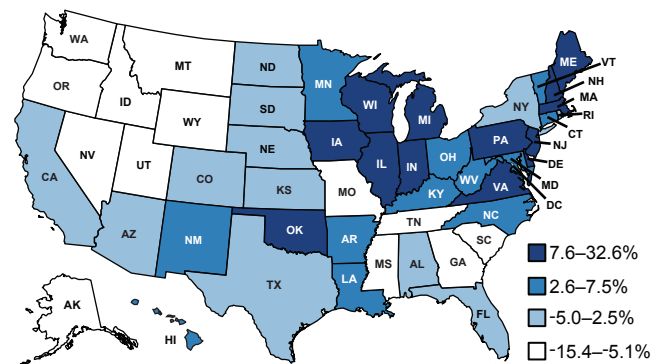 WA
OR
ID
MT
WY
NV
UT
CA
AZ
CO
NM
ND
SD
NE
KS
OK
TX
MN
IA
MO
AR
LA
WI
IL
MI
IN
OH
KY
TN
MS
AL
GA
FL
SC
NC
VA
WV
PA
NY
ME
VT
NH
MA
RI
CT
NJ
DE
MD
DC
AK
HI
7.6–32.6%
2.6–7.5%
-5.0–2.5%
-15.4–-5.1%